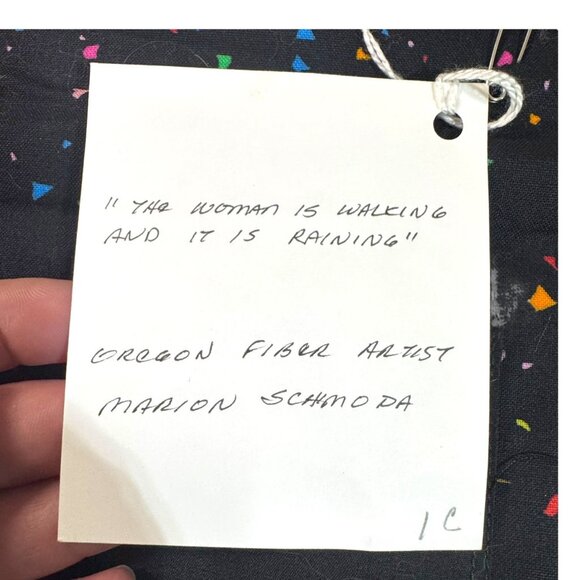 "THE WOMAN IS WALKING
AND IT IS RAINING"
OREGON FIBER ARTIST
MARION SCHMODA
1C